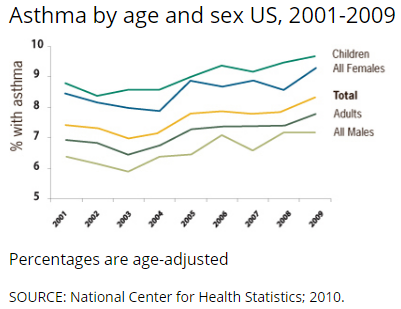 Asthma by age and sex US, 2001-2009
% with asthma
10
9
8
7
6
5
2001 2002 2003 2004 2005 2006 2007 2008 2009
Children
All Females
Total
Adults
All Males
Percentages are age-adjusted
SOURCE: National Center for Health Statistics; 2010.